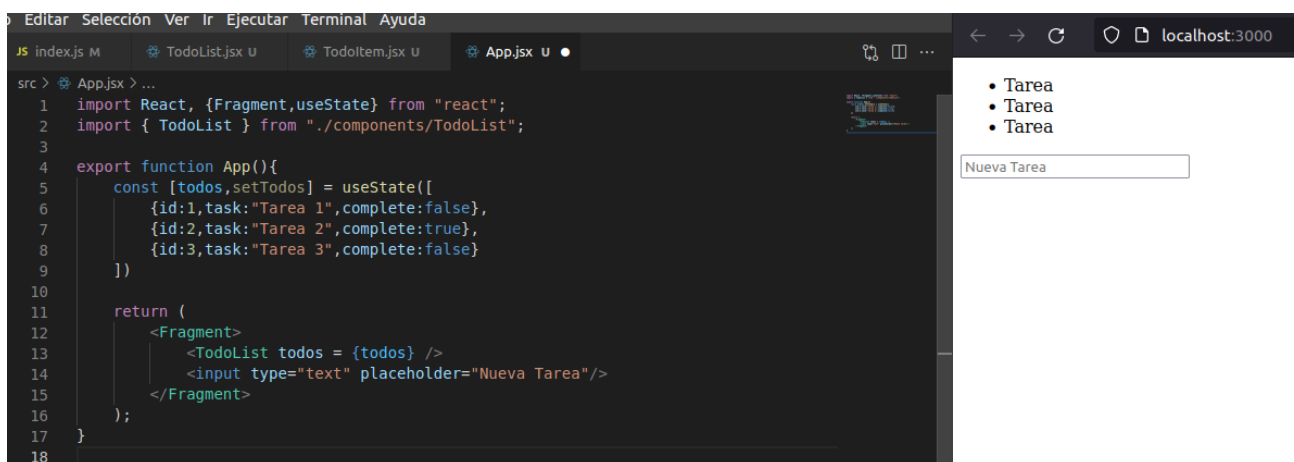 Editar Selección Ver Ir Ejecutar Terminal Ayuda
JS index.js M TodoList.jsx U TodoItem.jsx U App.jsx U
src > App.jsx > ...
1 import React, {Fragment,useState} from "react";
2 import { TodoList } from "./components/TodoList";
3
4 export function App(){
5 const [todos,setTodos] = useState([
6 {id:1,task:"Tarea 1",complete:false},
7 {id:2,task:"Tarea 2",complete:true},
8 {id:3,task:"Tarea 3",complete:false}
9 ])
10
11 return (
12 <Fragment>
13 <TodoList todos = {todos} />
14 <input type="text" placeholder="Nueva Tarea"/>
15 </Fragment>
16 );
17 }
18
localhost:3000
• Tarea
• Tarea
• Tarea
Nueva Tarea